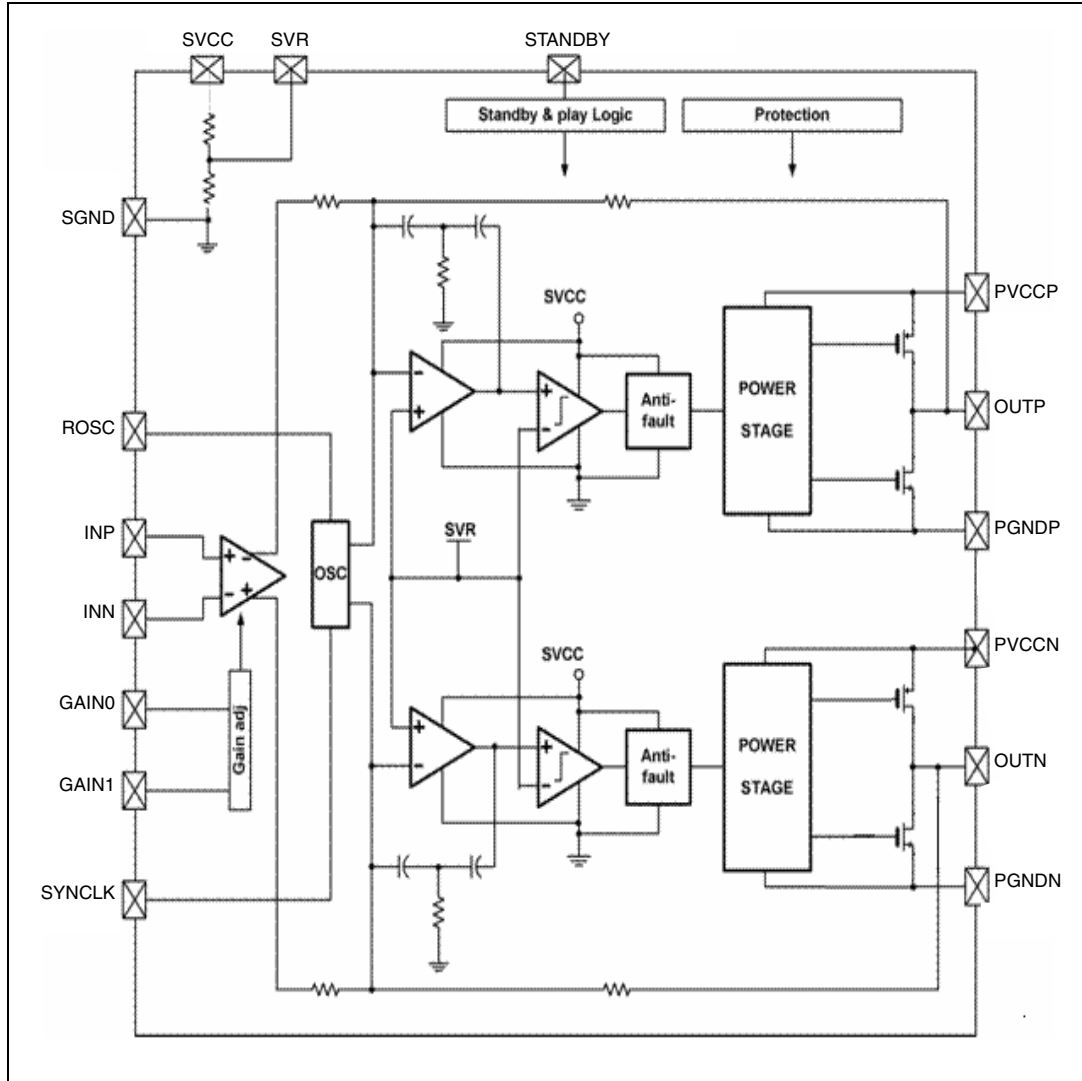 SVCC
SVR
STANDBY
Standby & play Logic
Protection
SGND
SVCC
PVCCP
-
+
+
-
Anti-
fault
POWER
STAGE
OUTP
ROSC
INP
+ -
- +
OSC
SVR
PGNDP
INN
SVCC
PVCCN
GAIN0
Gain adj
+
-
+
-
Anti-
fault
POWER
STAGE
OUTN
GAIN1
SYNCLK
PGNDN